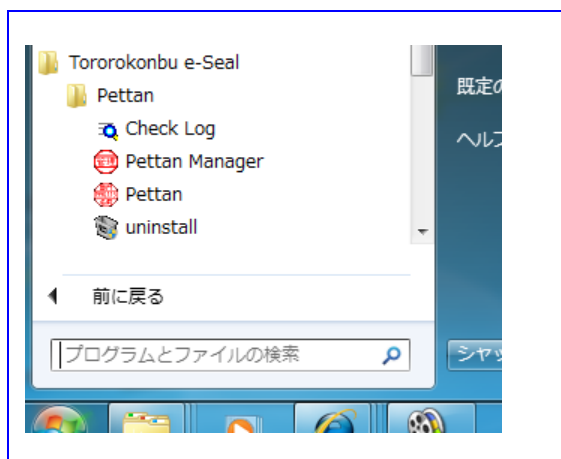 Tororokonbu e-Seal
Pettan
Check Log
Pettan Manager
Pettan
uninstall
前に戻る
プログラムとファイルの検索
既定の
ヘルプ
シャッ